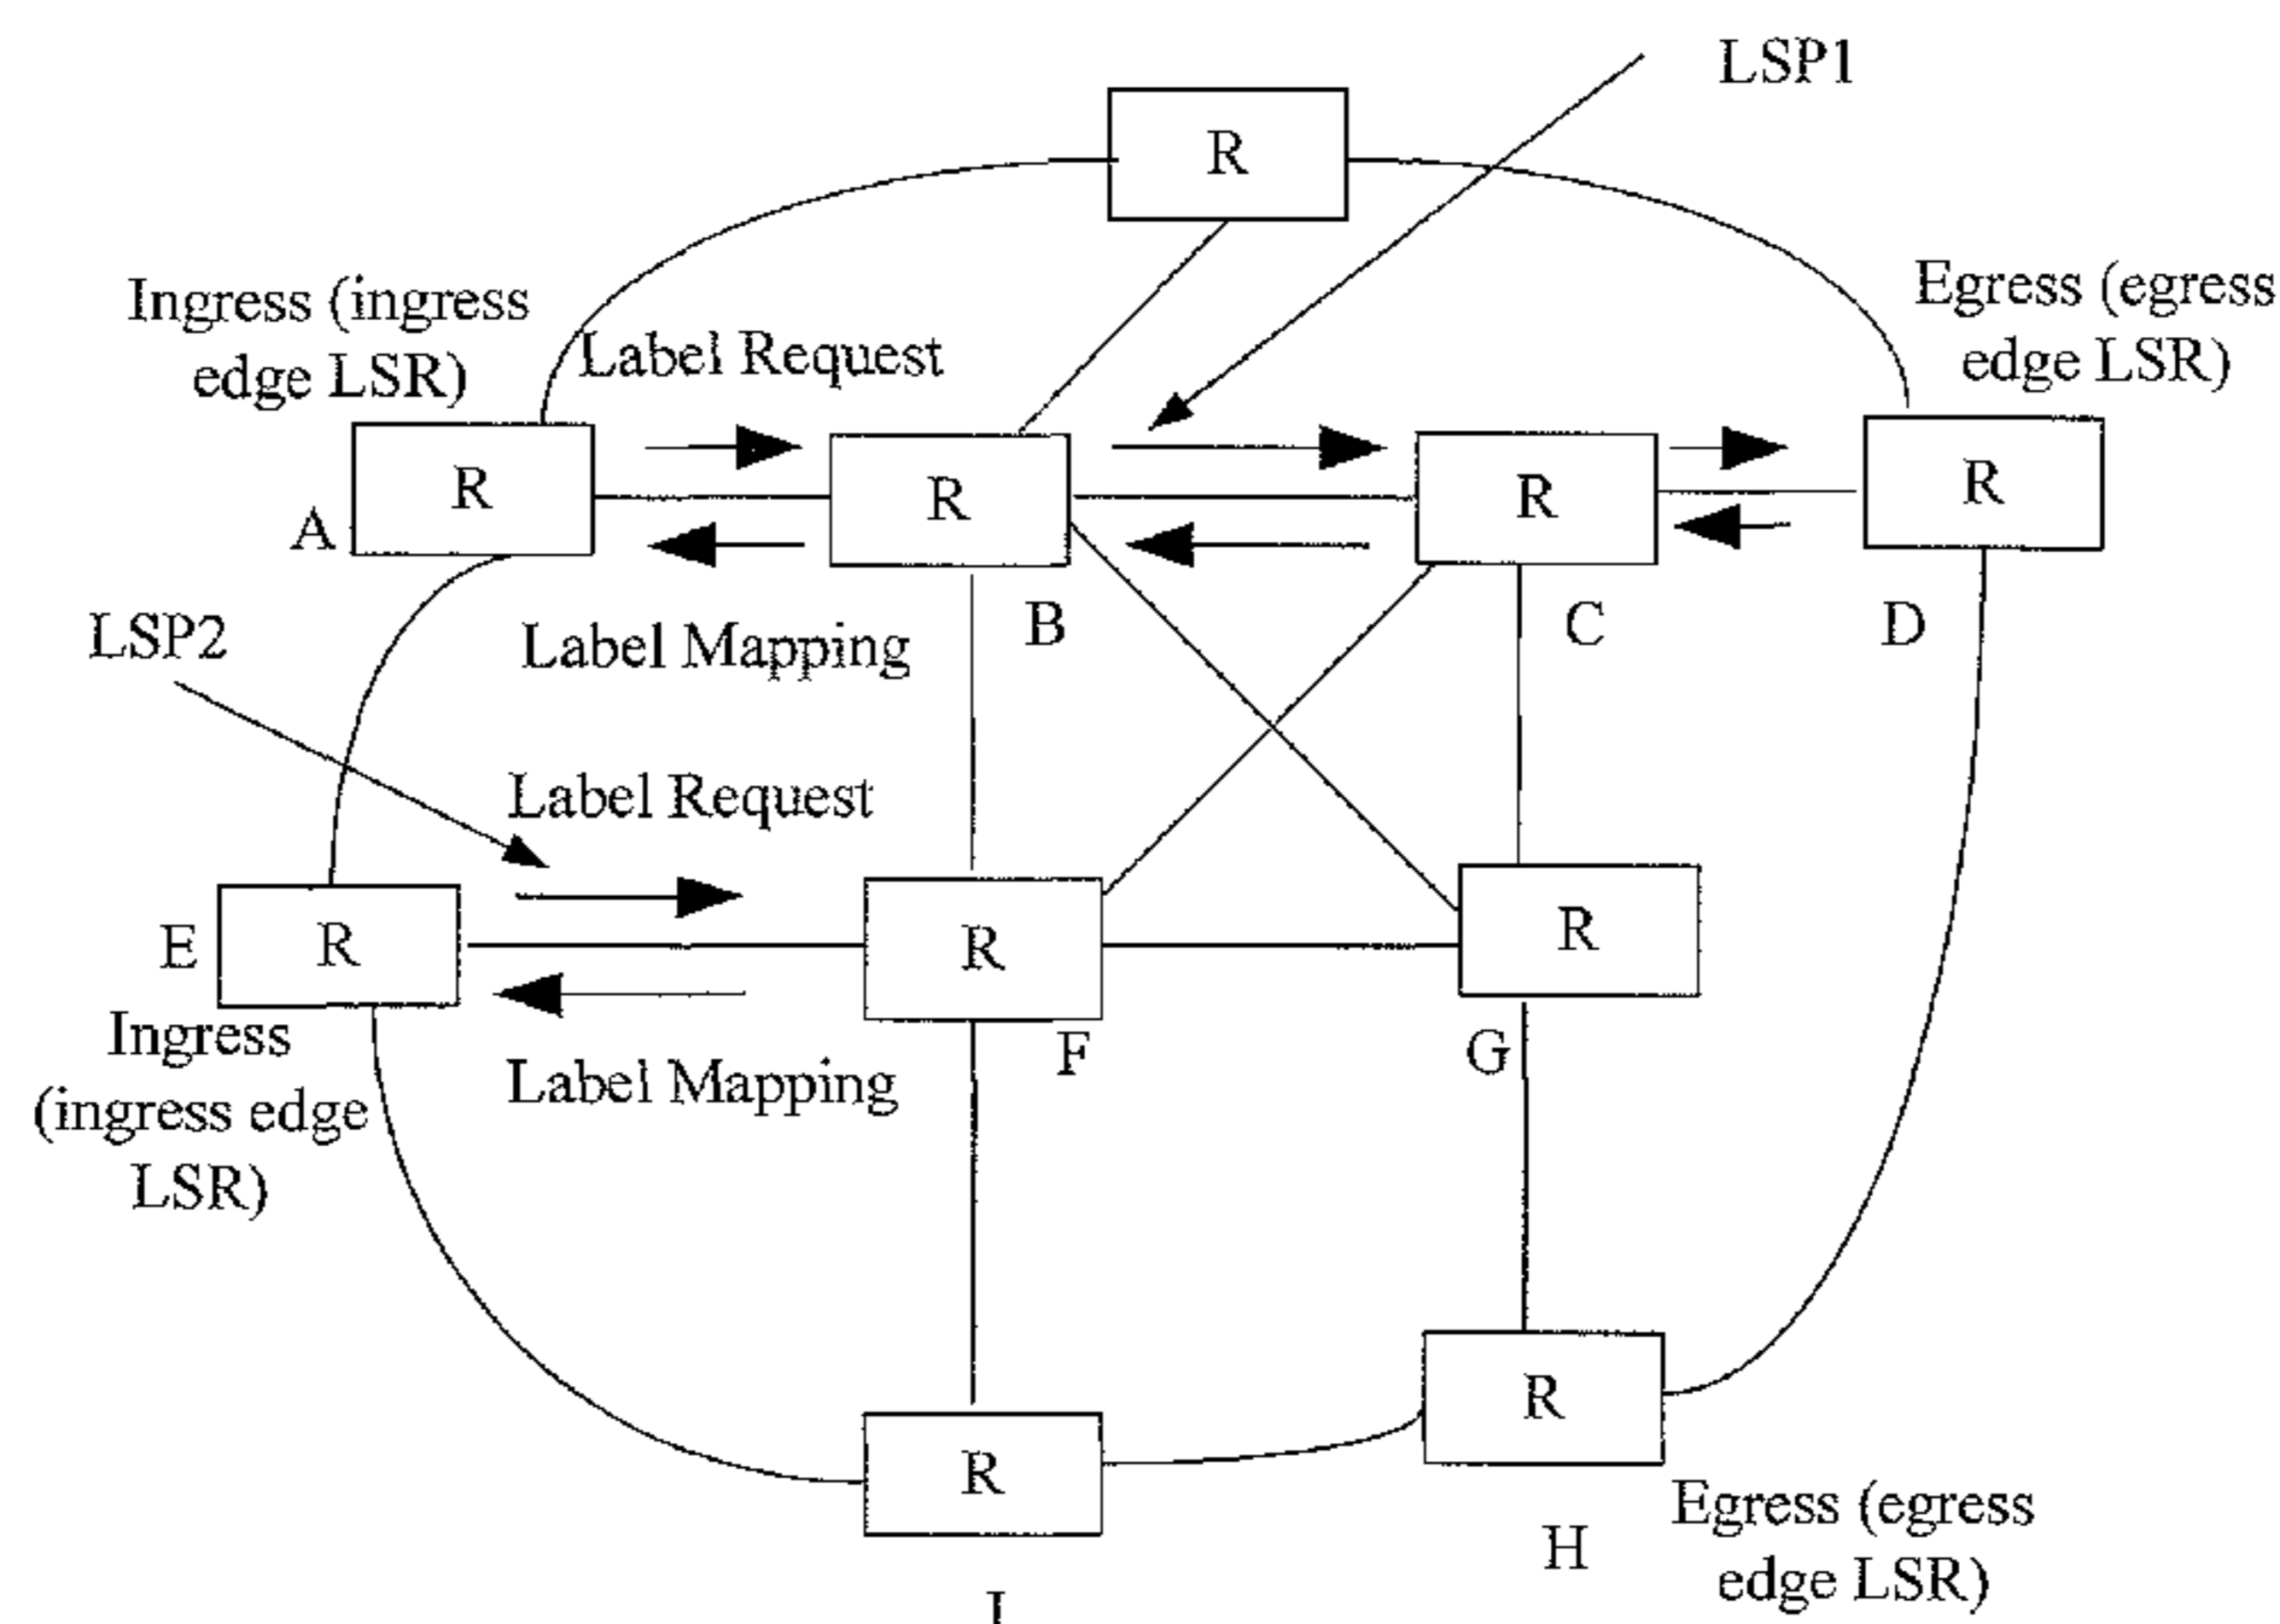 LSP1
R
Ingress (ingress
edge LSR)
Label Request
Egress (egress
edge LSR)
R
R
R
R
A
B
C
D
Label Mapping
LSP2
Label Request
E
R
R
R
Ingress
(ingress edge
LSR)
Label Mapping
F
G
R
R
H
Egress (egress
edge LSR)